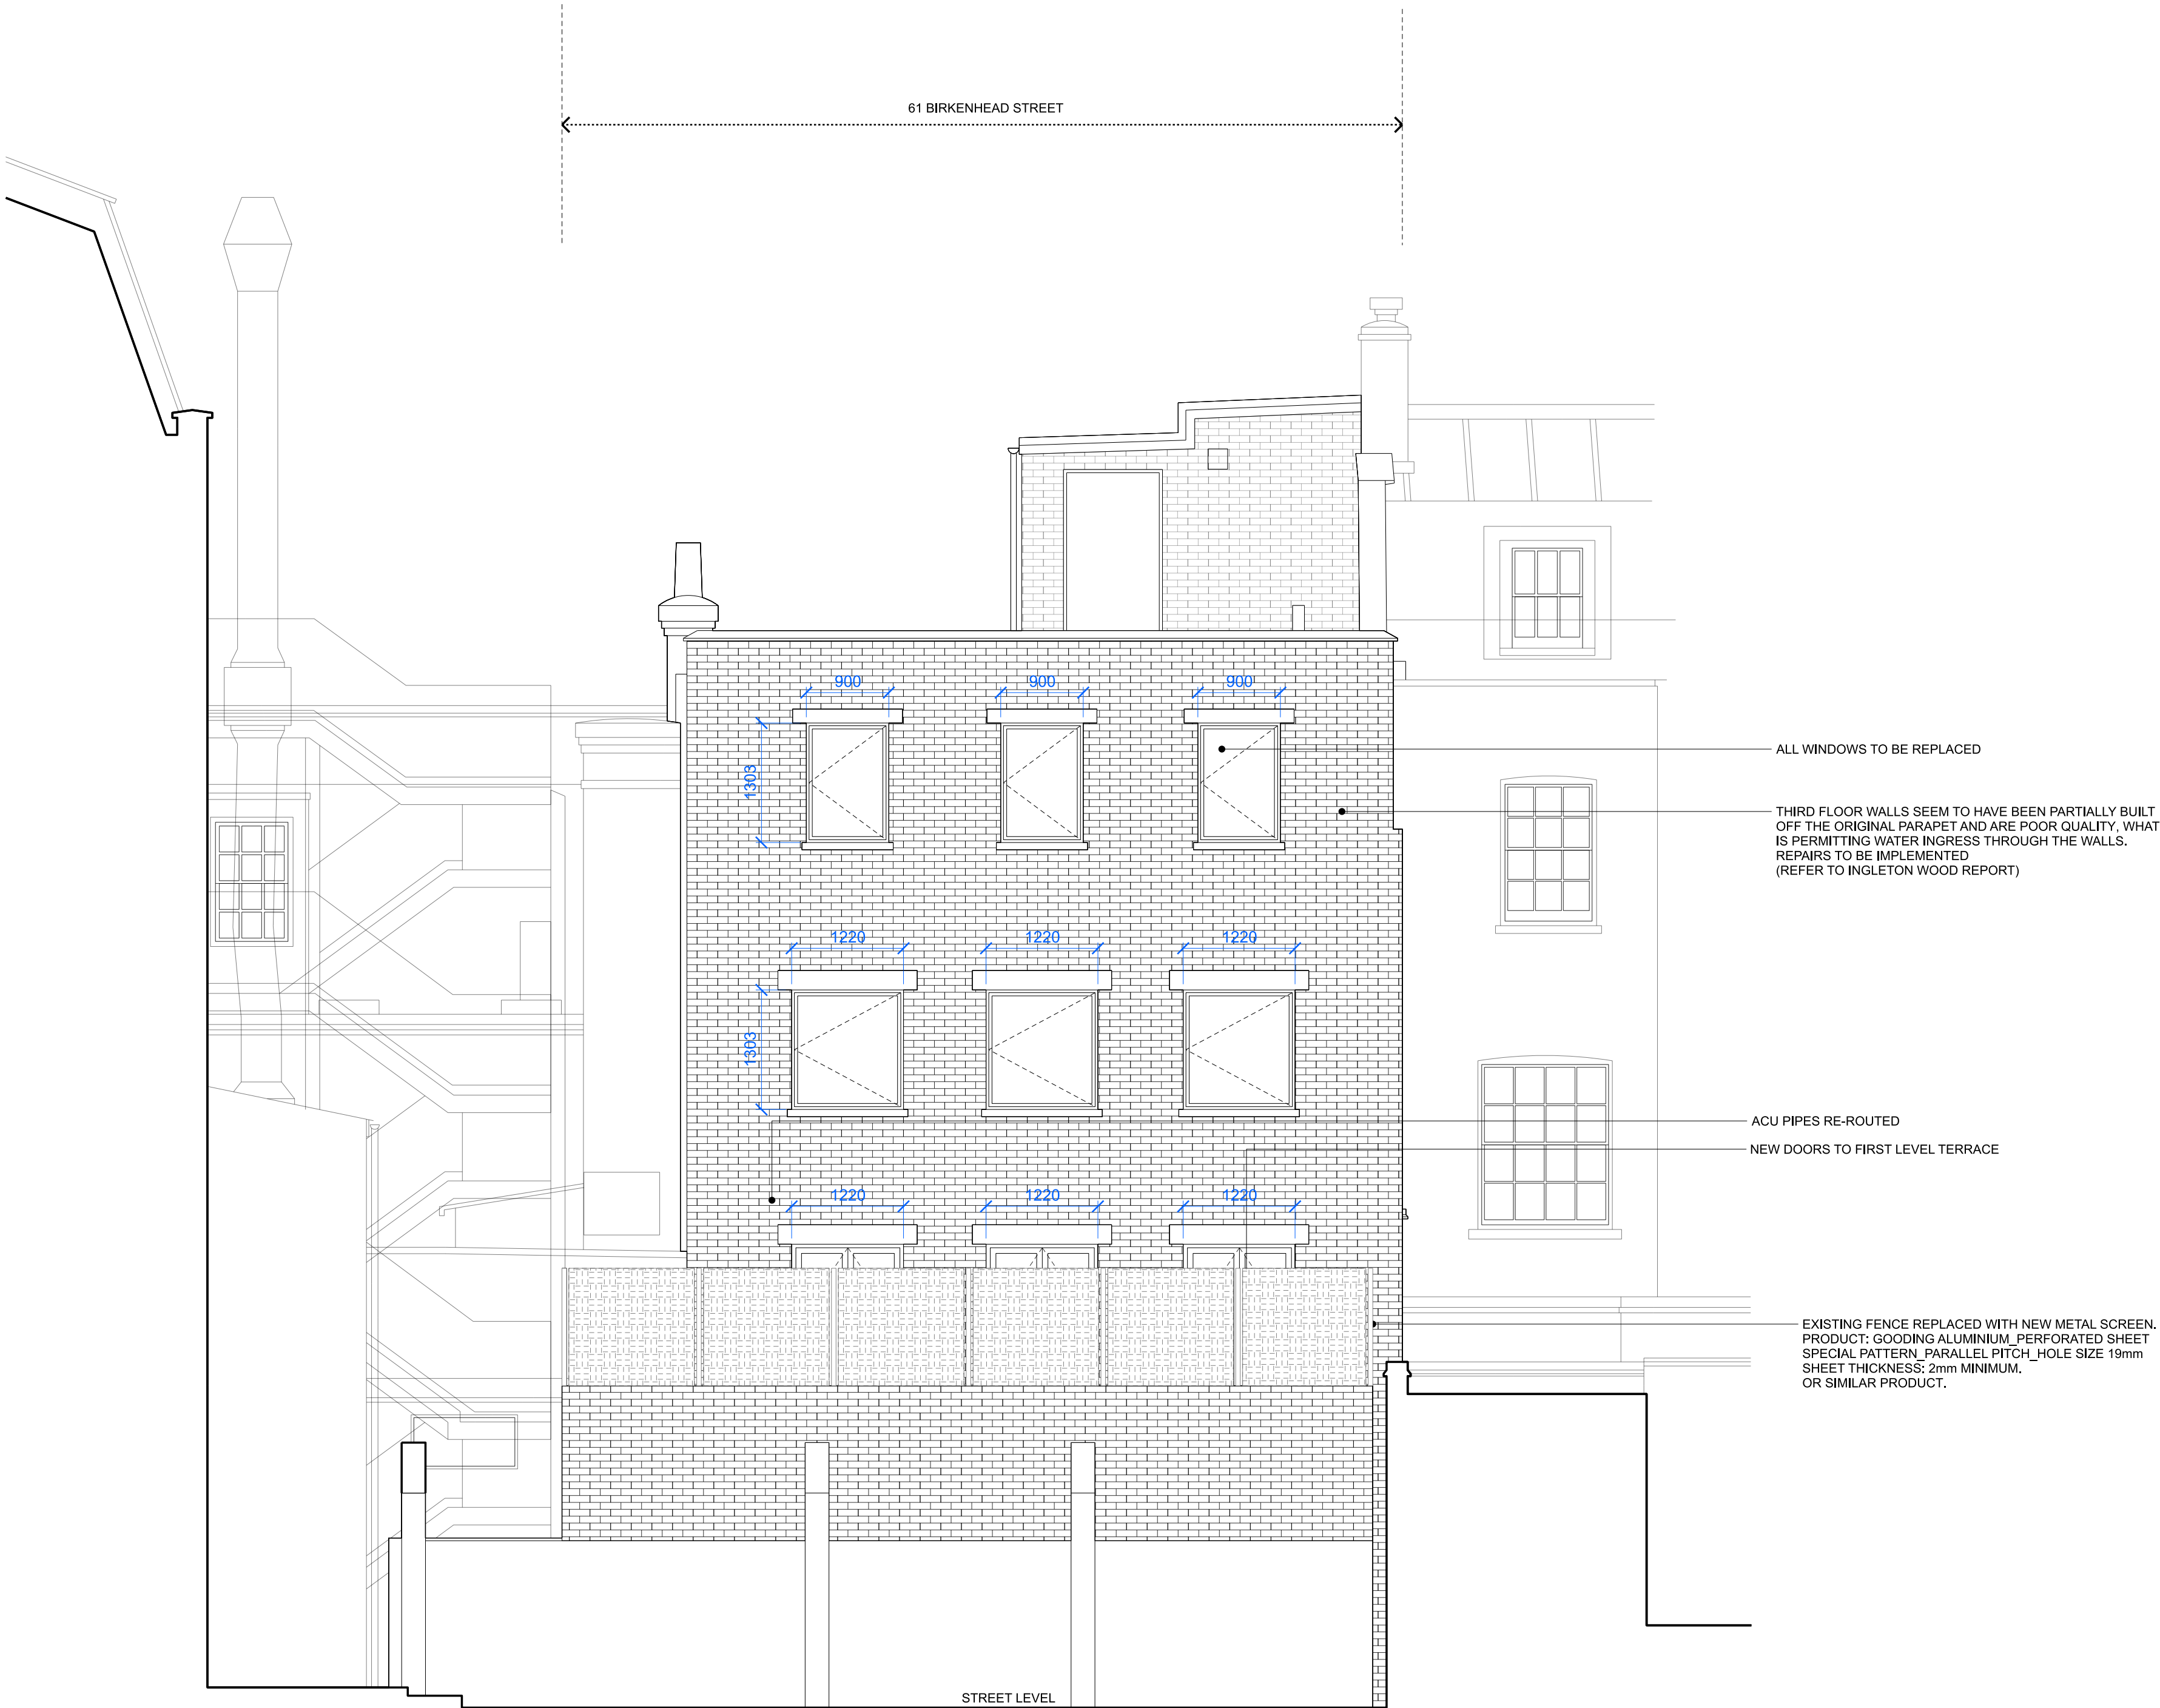 61 BIRKENHEAD STREET
900
900
900
1303
ALL WINDOWS TO BE REPLACED
THIRD FLOOR WALLS SEEM TO HAVE BEEN PARTIALLY BUILT
OFF THE ORIGINAL PARAPET AND ARE POOR QUALITY, WHAT
IS PERMITTING WATER INGRESS THROUGH THE WALLS.
REPAIRS TO BE IMPLEMENTED
(REFER TO INGLETON WOOD REPORT)
1220
1220
1220
1303
ACU PIPES RE-ROUTED
NEW DOORS TO FIRST LEVEL TERRACE
1220
1220
1220
EXISTING FENCE REPLACED WITH NEW METAL SCREEN.
PRODUCT: GOODING ALUMINIUM_PERFORATED SHEET
SPECIAL PATTERN_PARALLEL PITCH_HOLE SIZE 19mm
SHEET THICKNESS: 2mm MINIMUM.
OR SIMILAR PRODUCT.
STREET LEVEL